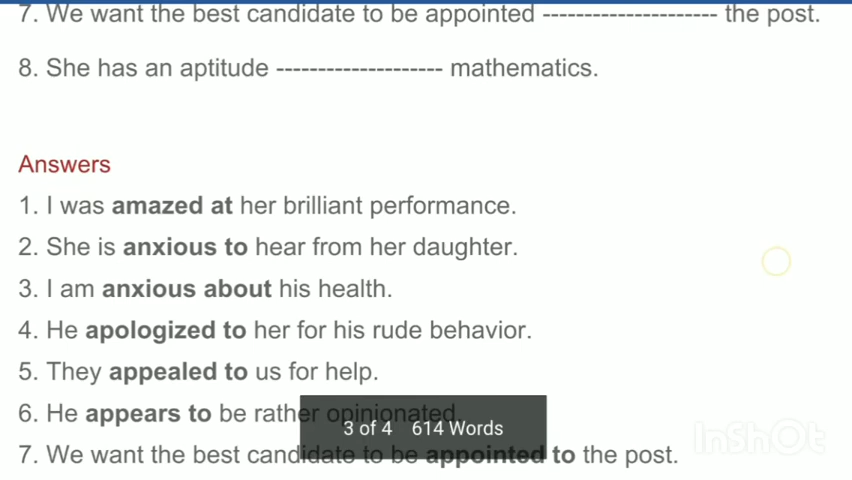 7. We want the best candidate to be appointed --------------------- the post.
8. She has an aptitude -------------------- mathematics.
Answers
1. I was amazed at her brilliant performance.
2. She is anxious to hear from her daughter.
3. I am anxious about his health.
4. He apologized to her for his rude behavior.
5. They appealed to us for help.
6. He appears to be rather opinionated.
3 of 4 614 Words
7. We want the best candidate to be appointed to the post.
InShOt